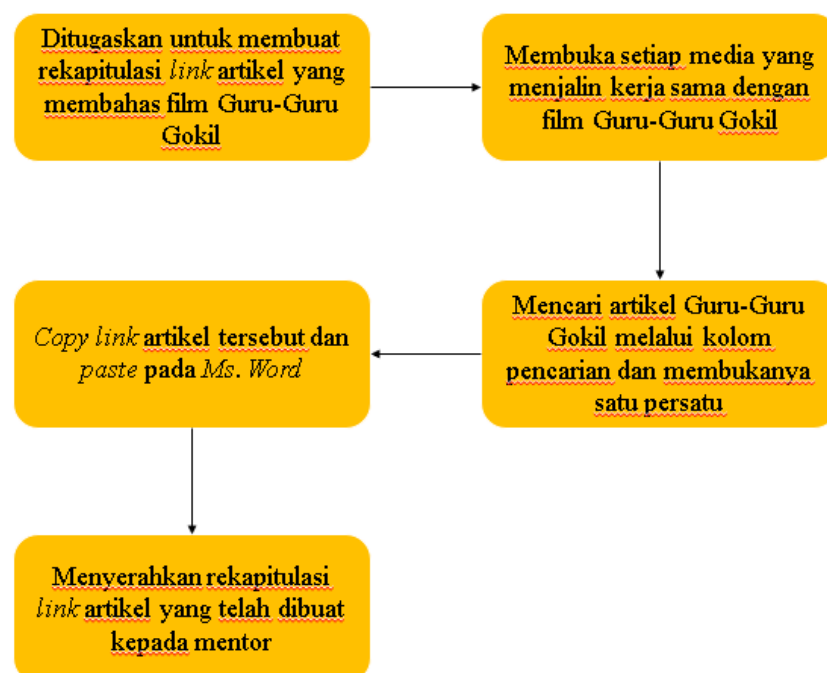 Ditugaskan untuk membuat
rekapitulasi link artikel yang
membahas film Guru-Guru
Gokil
Membuka setiap media yang
menjalin kerja sama dengan
film Guru-Guru Gokil
Mencari artikel Guru-Guru
Gokil melalui kolom
pencarian dan membukanya
satu persatu
Copy link artikel tersebut dan
paste pada Ms. Word
Menyerahkan rekapitulasi
link artikel yang telah dibuat
kepada mentor